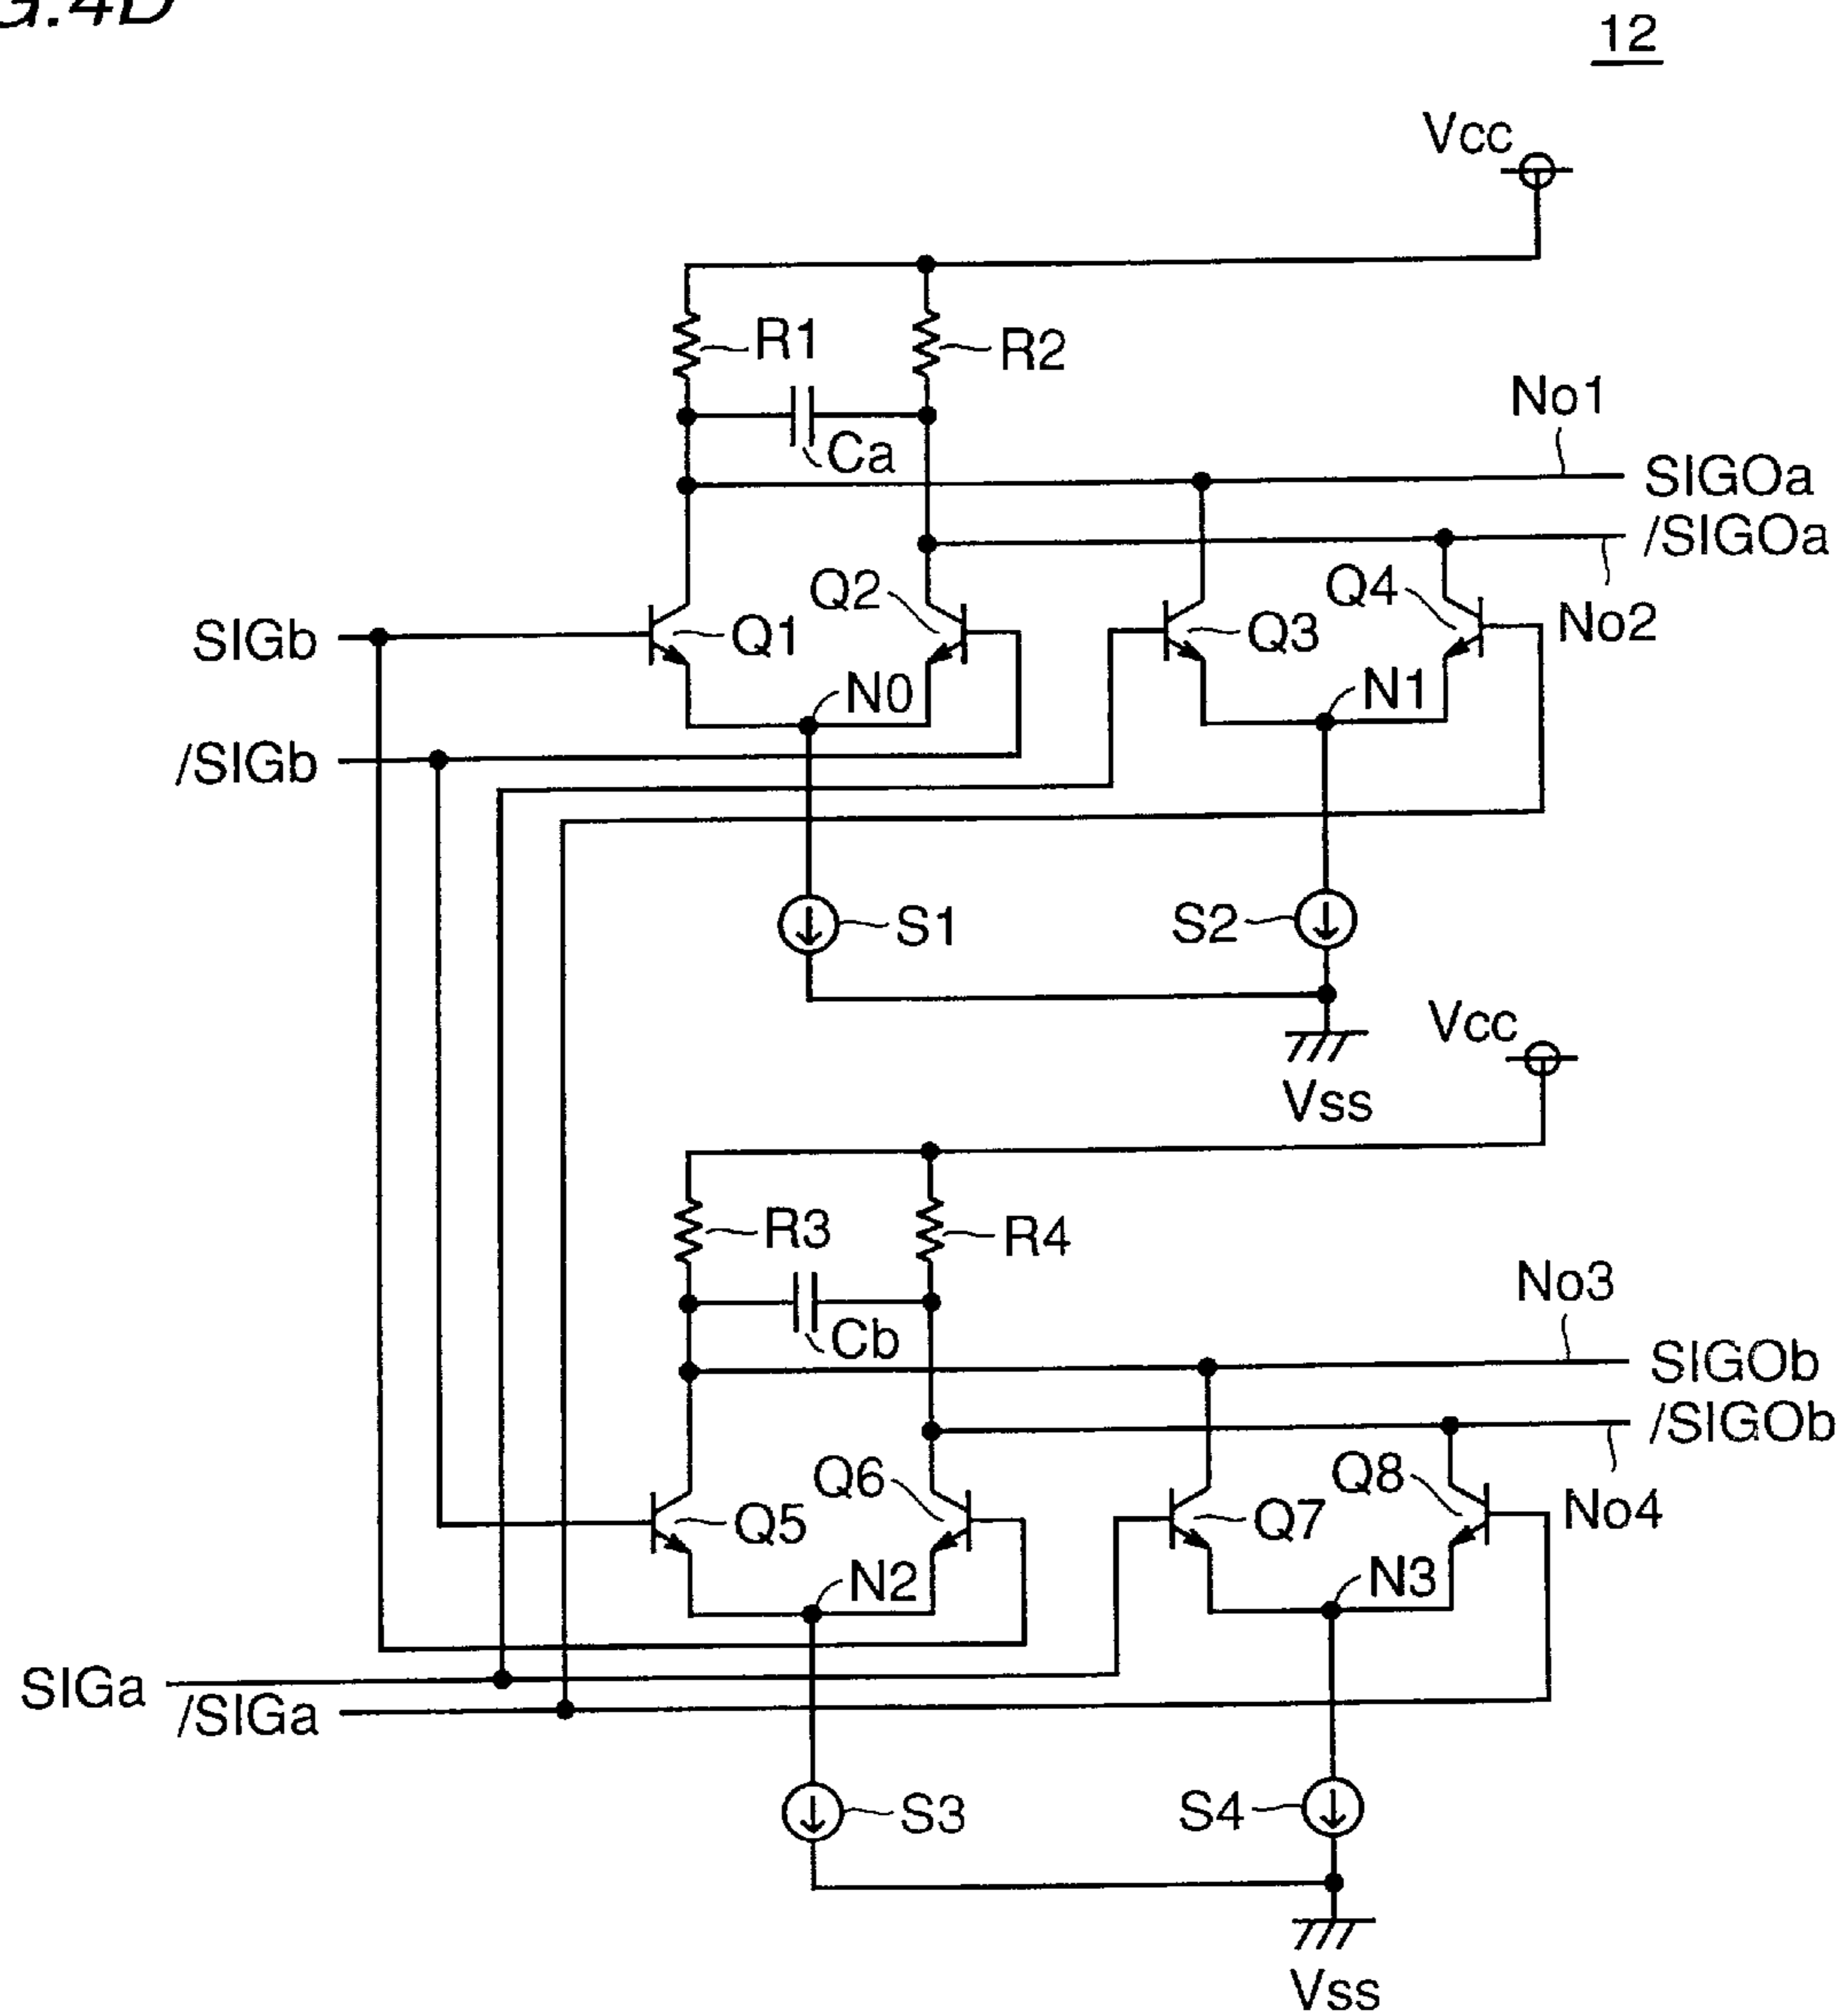 G.4D
12
Vcc
R1
R2
No1
Ca
SIGOa
/SIGOa
Q2
Q4
SIGb
Q1
Q3
No2
N0
N1
/SIGb
S1
S2
Vcc
Vss
R3
R4
No3
Cb
SIGOb
/SIGOb
Q6
Q8
Q5
Q7
No4
N2
N3
SIGa
/SIGa
S3
S4
Vss